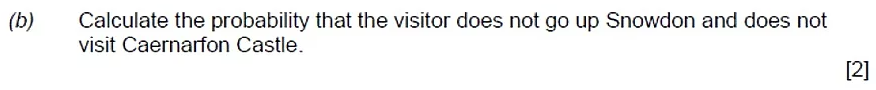 (b) Calculate the probability that the visitor does not go up Snowdon and does not
visit Caernarfon Castle.
[2]